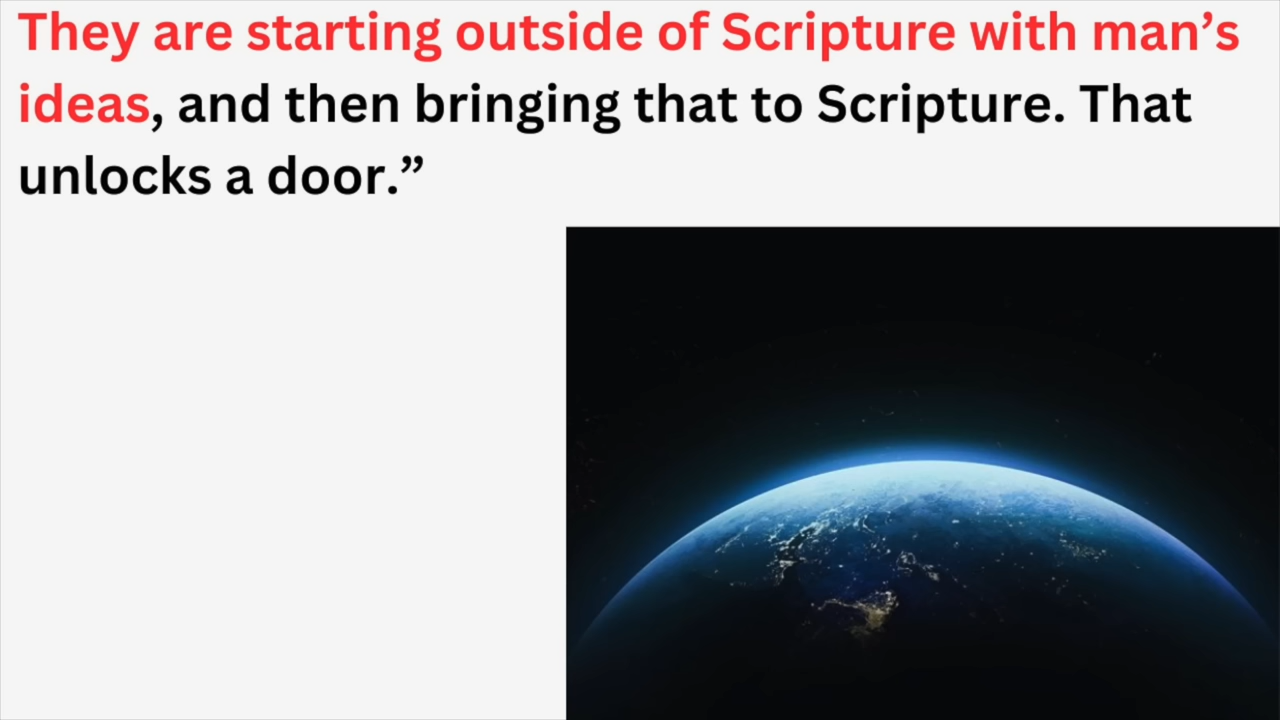 They are starting outside of Scripture with man’s
ideas, and then bringing that to Scripture. That
unlocks a door.”